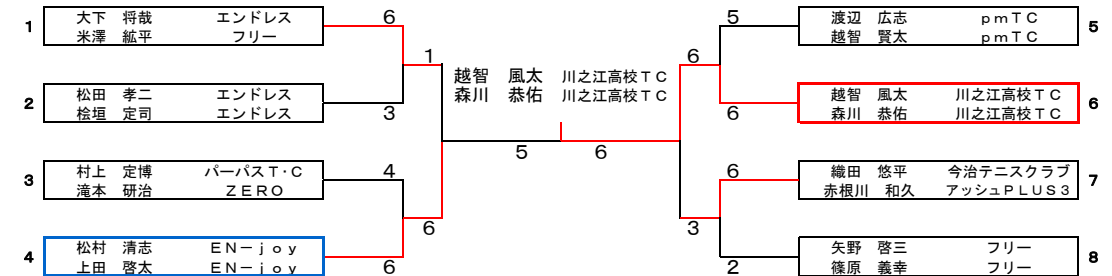 1
大下　将哉　エンドレス
米澤　紘平　フリー
6
2
松田　孝二　エンドレス
桧垣　定司　エンドレス
3
1
3
村上　定博　パーパスT・C
滝本　研治　ZERO
4
4
松村　清志　EN－joy
上田　啓太　EN－joy
6
6
越智　風太　川之江高校TC
森川　恭佑　川之江高校TC
5
6
5
渡辺　広志　pmTC
越智　賢太　pmTC
5
6
6
越智　風太　川之江高校TC
森川　恭佑　川之江高校TC
6
6
織田　悠平　今治テニスクラブ
赤根川　和久　アッシュPLUS3
7
3
2
矢野　啓三　フリー
篠原　義幸　フリー
8